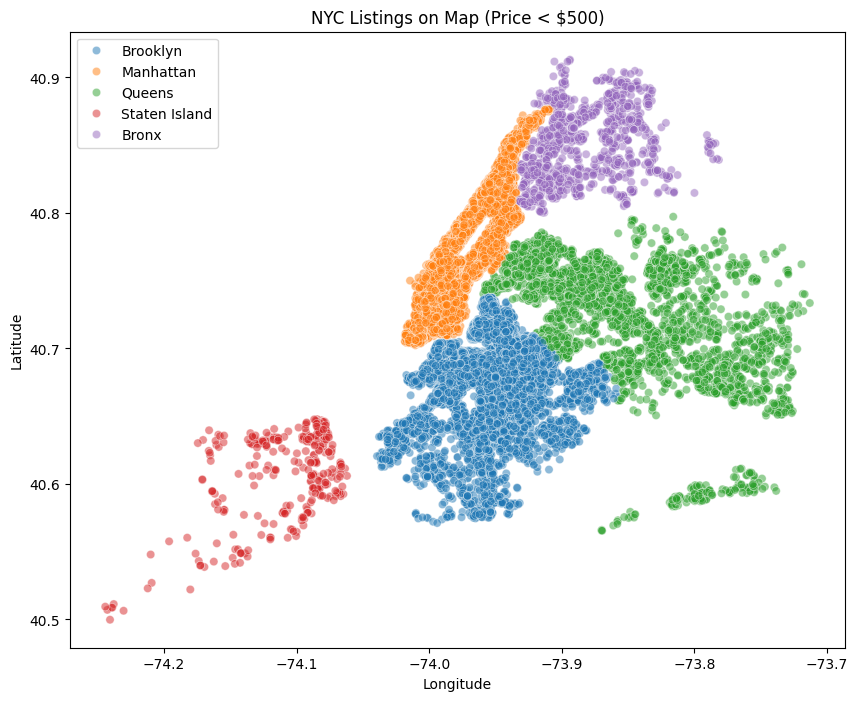 NYC Listings on Map (Price < $500)
Brooklyn
Manhattan
Queens
Staten Island
Bronx
40.9
40.8
40.7
40.6
40.5
Latitude
−74.2 −74.1 −74.0 −73.9 −73.8 −73.7
Longitude